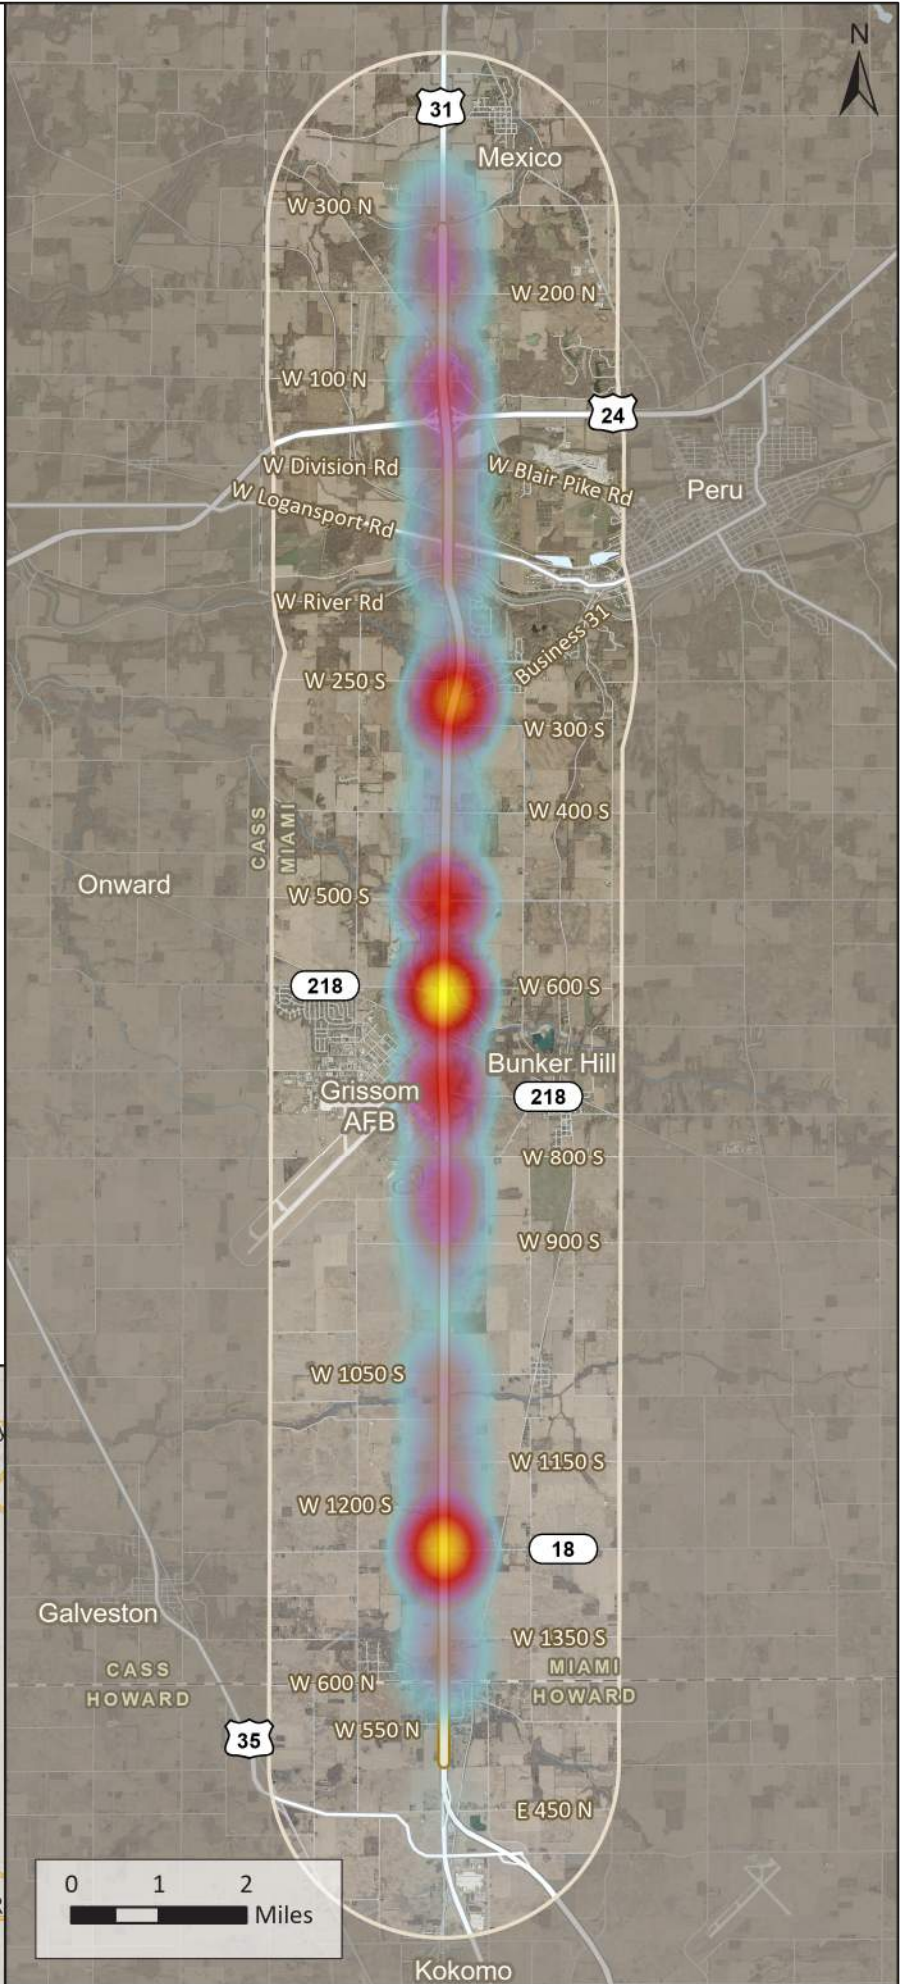 N
31
Mexico
W 300 N
W 200 N
W 100 N
24
W Division Rd
W Blair Pike Rd
Peru
W Logansport Rd
W River Rd
Business 31
W 250 S
W 300 S
W 400 S
CASS
MIAMI
Onward
W 500 S
218
W 600 S
Bunker Hill
Grissom
AFB
218
W 800 S
W 900 S
W 1050 S
W 1150 S
W 1200 S
18
Galveston
W 1350 S
CASS
HOWARD
MIAMI
HOWARD
W 600 N
W 550 N
35
E 450 N
0 1 2
Miles
Kokomo